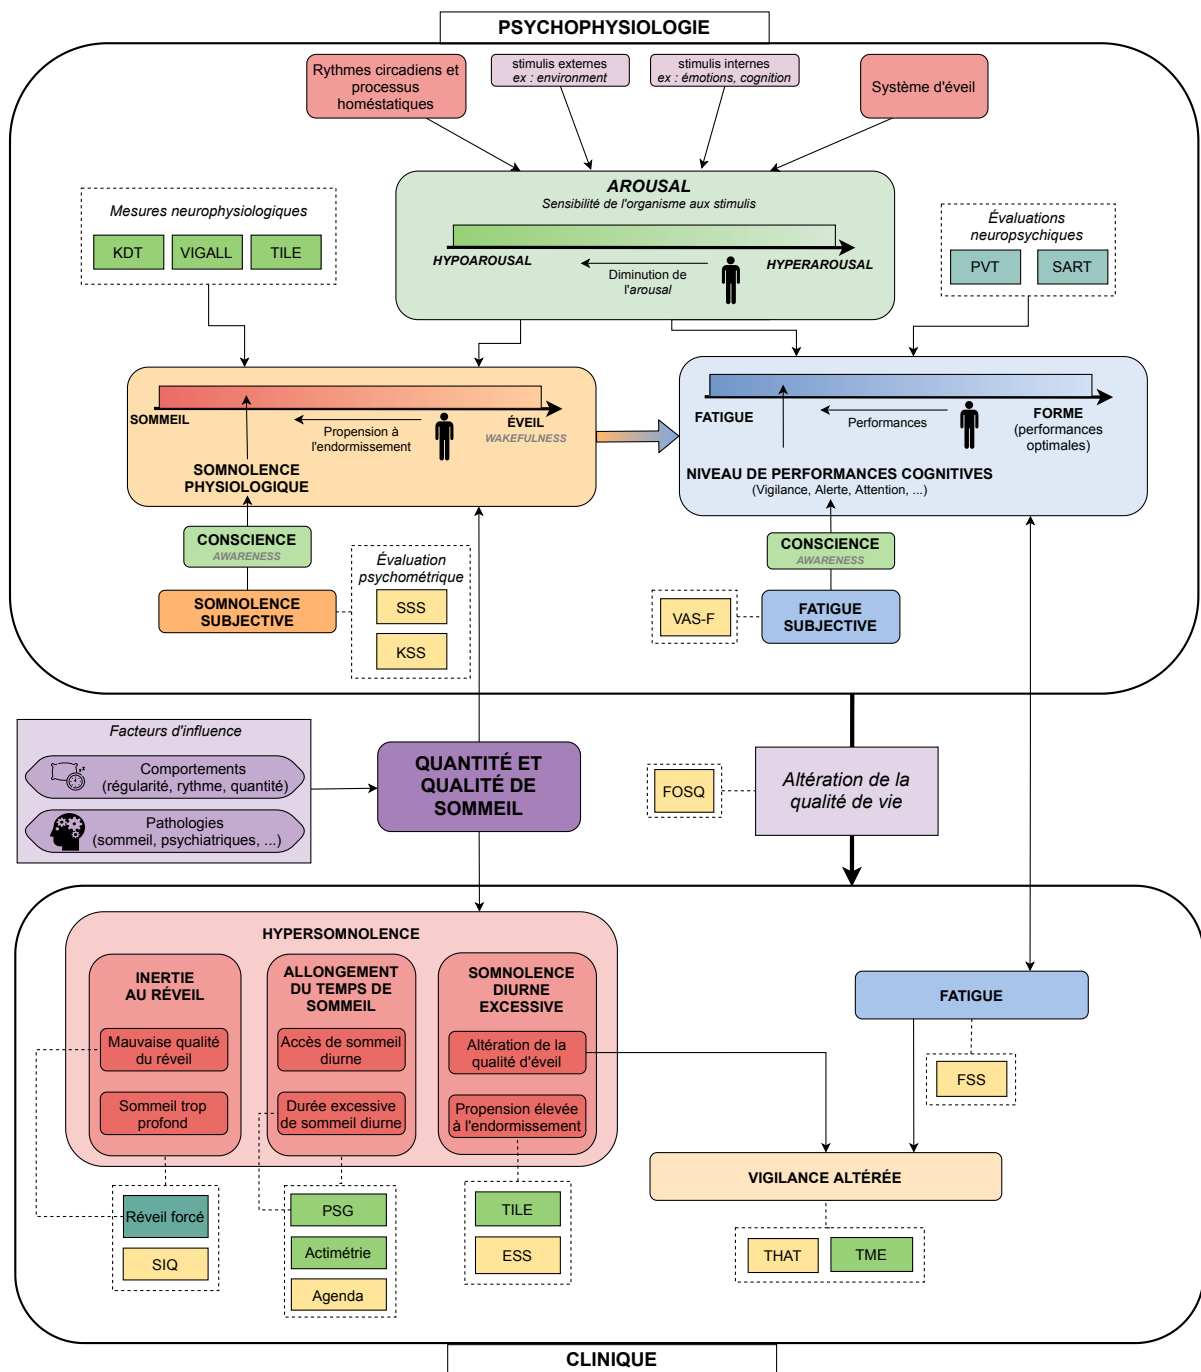 PSYCHOPHYSIOLOGIE
Rythmes circadiens et
processus
homéstatiques
stimulis externes
ex : environment
stimulis internes
ex : émotions, cognition
Système d'éveil
AROUSAL
Sensibilité de l'organisme aux stimulis
HYPOAROUSAL
HYPERAROUSAL
Diminution de
l'arousal
Mesures neurophysiologiques
KDT
VIGALL
TILE
Évaluations
neuropsychiques
PVT
SART
SOMMEIL
ÉVEIL
WAKEFULNESS
Propension à
l'endormissement
SOMNOLENCE
PHYSIOLOGIQUE
FATIGUE
Performances
FORME
(performances
optimales)
NIVEAU DE PERFORMANCES COGNITIVES
(Vigilance, Alerte, Attention, ...)
CONSCIENCE
AWARENESS
SOMNOLENCE
SUBJECTIVE
Évaluation
psychométrique
SSS
KSS
CONSCIENCE
AWARENESS
VAS-F
FATIGUE
SUBJECTIVE
Facteurs d'influence
Comportements
(régularité, rythme, quantité)
Pathologies
(sommeil, psychiatriques, ...)
QUANTITÉ ET
QUALITÉ DE
SOMMEIL
FOSQ
Altération de la
qualité de vie
HYPERSOMNOLENCE
INERTIE
AU RÉVEIL
Mauvaise qualité
du réveil
Sommeil trop
profond
ALLONGEMENT
DU TEMPS DE
SOMMEIL
Accès de sommeil
diurne
Durée excessive
de sommeil diurne
SOMNOLENCE
DIURNE
EXCESSIVE
Altération de la
qualité d'éveil
Propension élevée
à l'endormissement
FATIGUE
FSS
VIGILANCE ALTÉRÉE
Réveil forcé
SIQ
PSG
Actimétrie
Agenda
TILE
ESS
THAT
TME
CLINIQUE